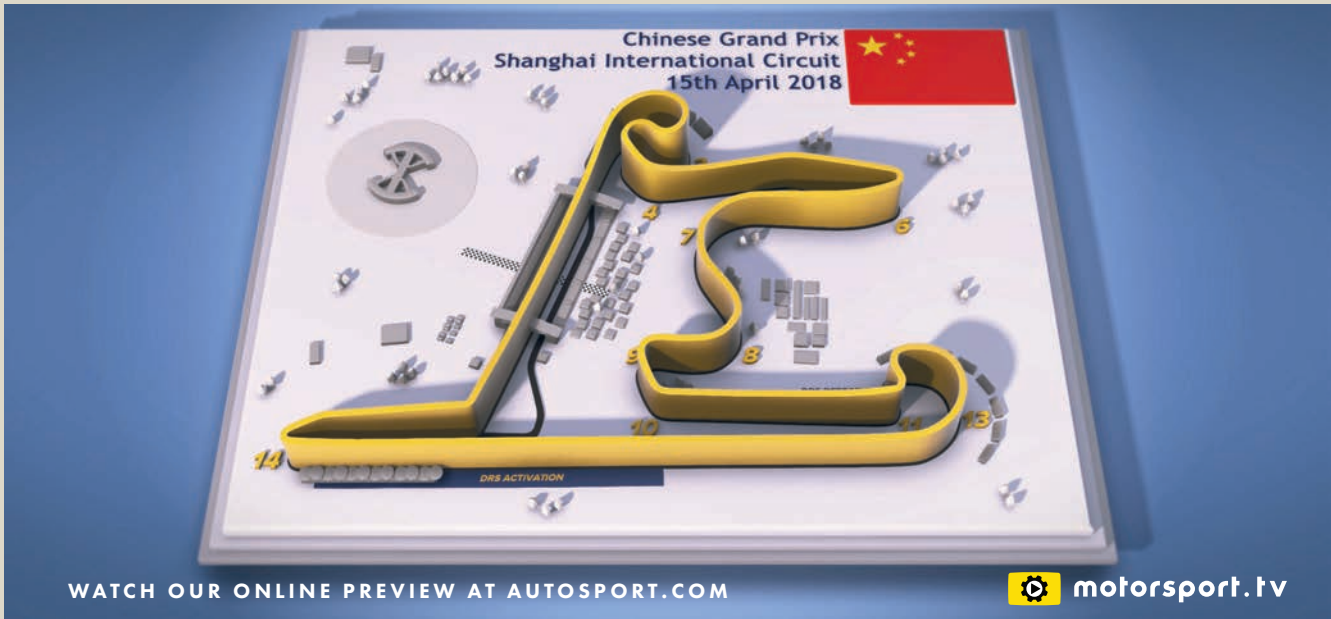 Chinese Grand Prix
Shanghai International Circuit
15th April 2018
4
7
6
9
8
10
11
13
14
DRS ACTIVATION
WATCH OUR ONLINE PREVIEW AT AUTOSPORT.COM
motorsport.tv